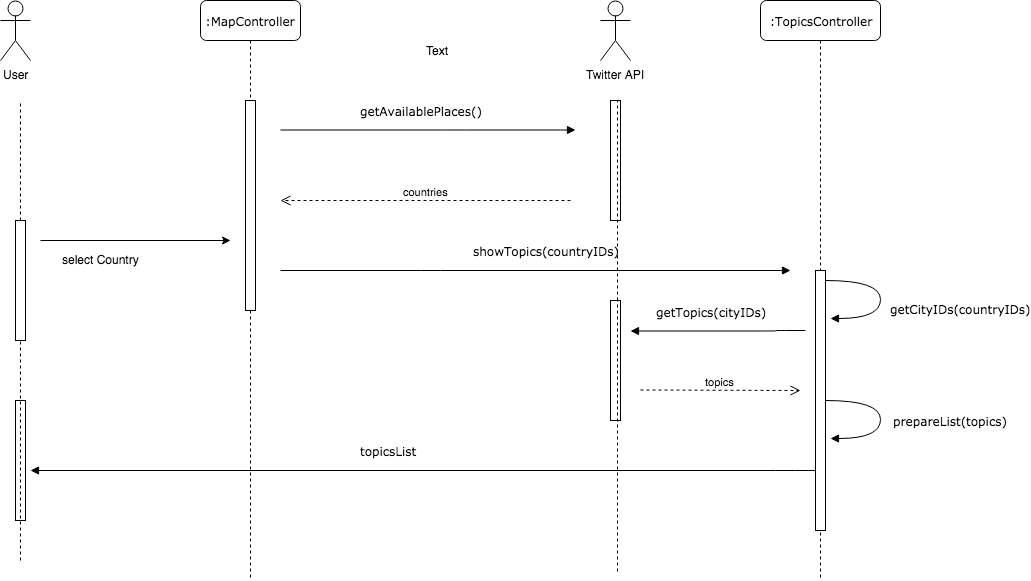 :MapController
:TopicsController
Text
User
Twitter API
getAvailablePlaces()
countries
select Country
showTopics(countryIDs)
getCityIDs(countryIDs)
getTopics(cityIDs)
topics
prepareList(topics)
topicsList